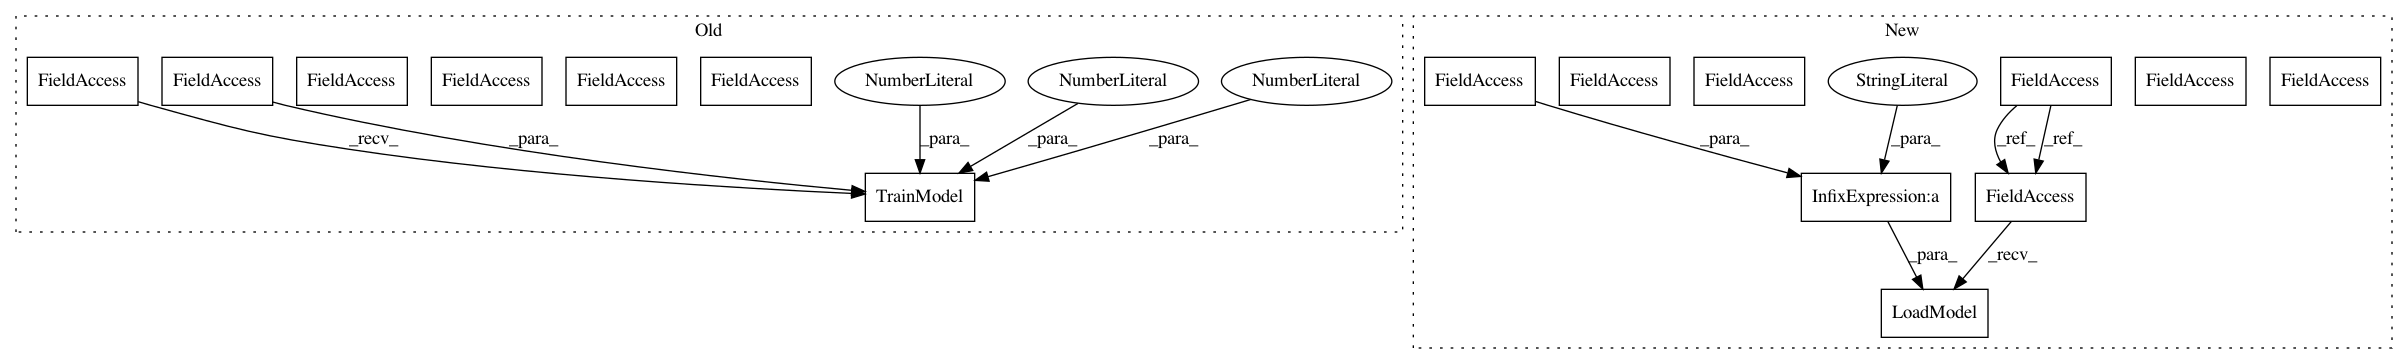 Old
New
FieldAccess
FieldAccess
FieldAccess
FieldAccess
FieldAccess
FieldAccess
NumberLiteral
NumberLiteral
NumberLiteral
FieldAccess
FieldAccess
FieldAccess
StringLiteral
FieldAccess
FieldAccess
FieldAccess
_recv_
_para_
_para_
_para_
_para_
_para_
_para_
_ref_
_ref_
TrainModel
InfixExpression:a
FieldAccess
_para_
_recv_
LoadModel